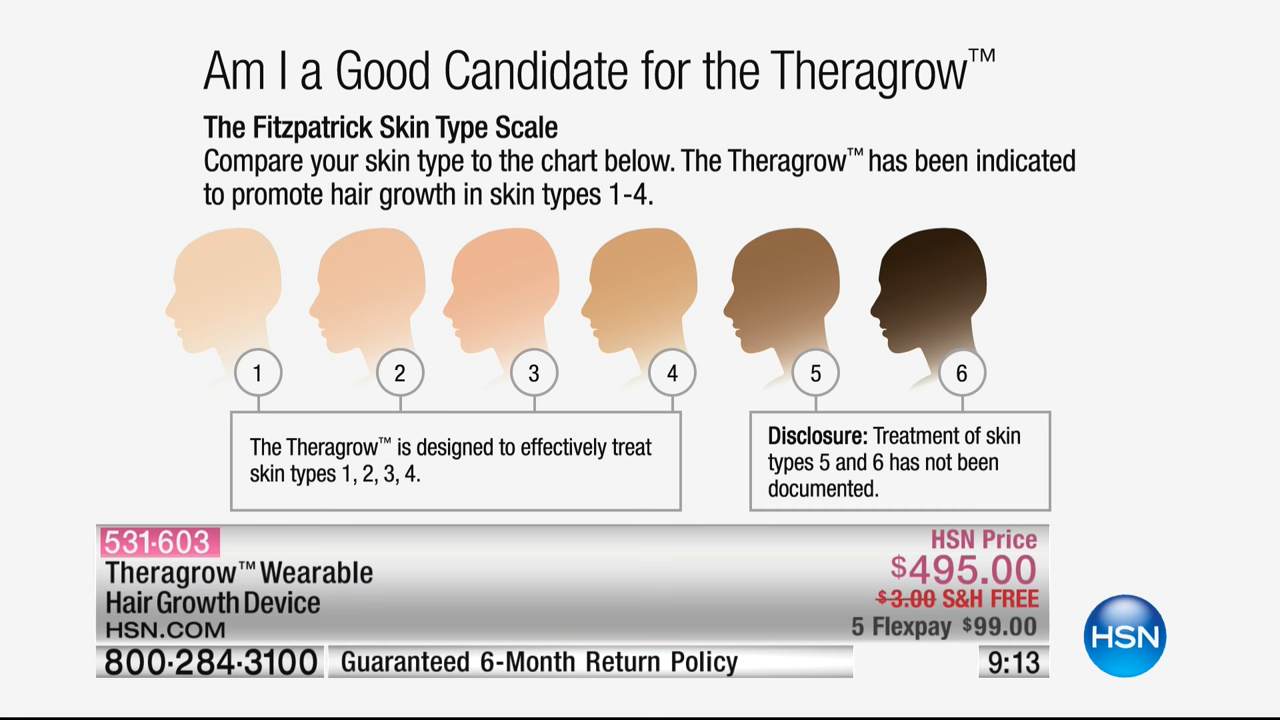 Am I a Good Candidate for the Theragrow™
The Fitzpatrick Skin Type Scale
Compare your skin type to the chart below. The Theragrow™ has been indicated
to promote hair growth in skin types 1-4.
1
2
3
4
5
6
The Theragrow™ is designed to effectively treat
skin types 1, 2, 3, 4.
Disclosure: Treatment of skin
types 5 and 6 has not been
documented.
531·603
Theragrow™ Wearable
Hair Growth Device
HSN.COM
HSN Price
$495.00
$3.00 S&H FREE
5 Flexpay $99.00
800·284·3100
Guaranteed 6-Month Return Policy
9:13
HSN